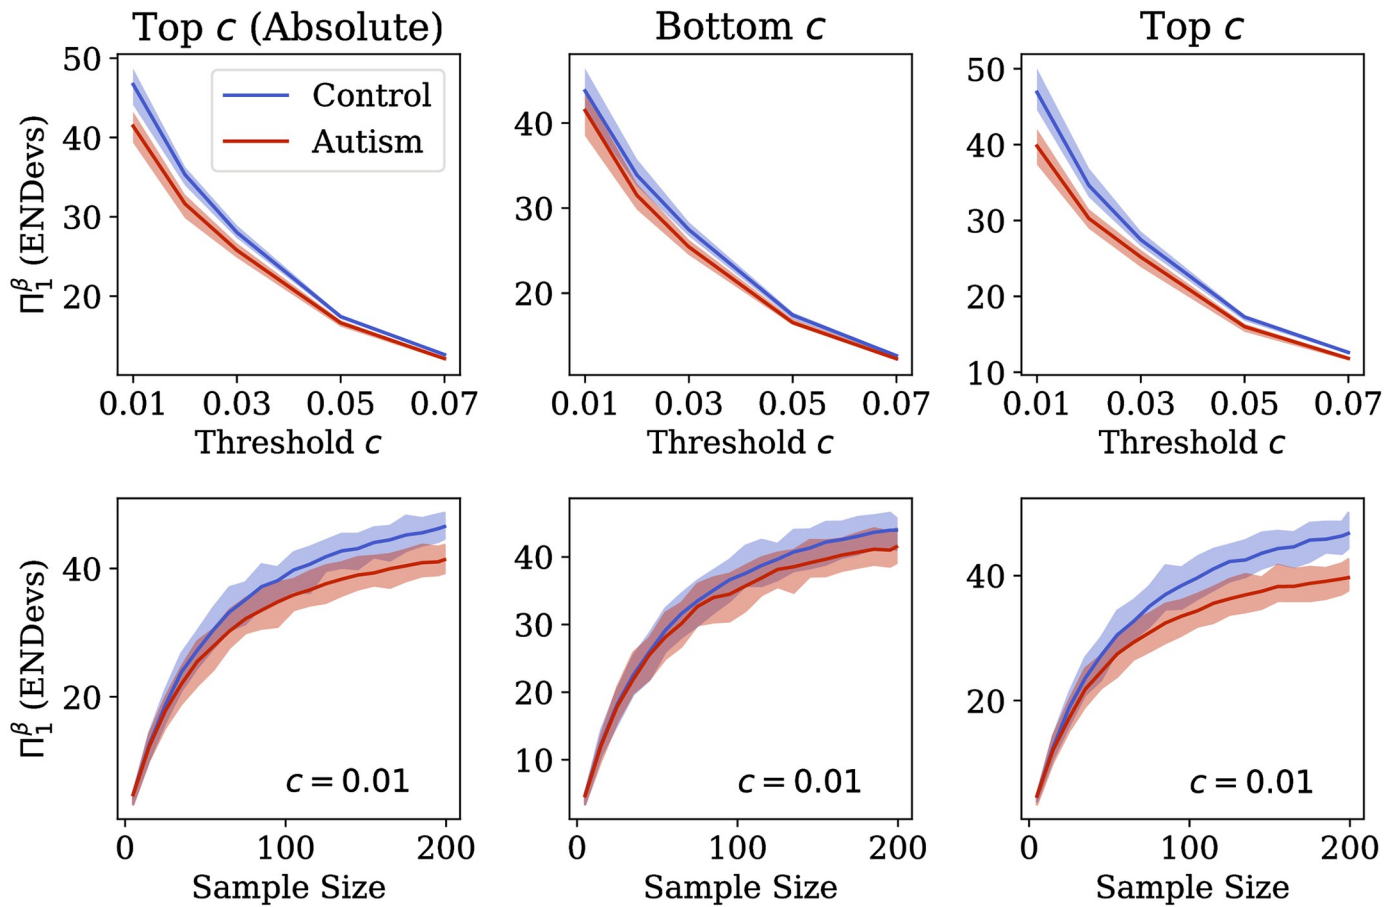 Top c (Absolute)
Bottom c
Top c
Control
Autism
Π₁^β (ENDevs)
50
40
30
20
40
30
20
50
40
30
20
10
0.01 0.03 0.05 0.07
0.01 0.03 0.05 0.07
0.01 0.03 0.05 0.07
Threshold c
Threshold c
Threshold c
Π₁^β (ENDevs)
40
20
40
30
20
10
40
20
c = 0.01
c = 0.01
c = 0.01
0 100 200
0 100 200
0 100 200
Sample Size
Sample Size
Sample Size